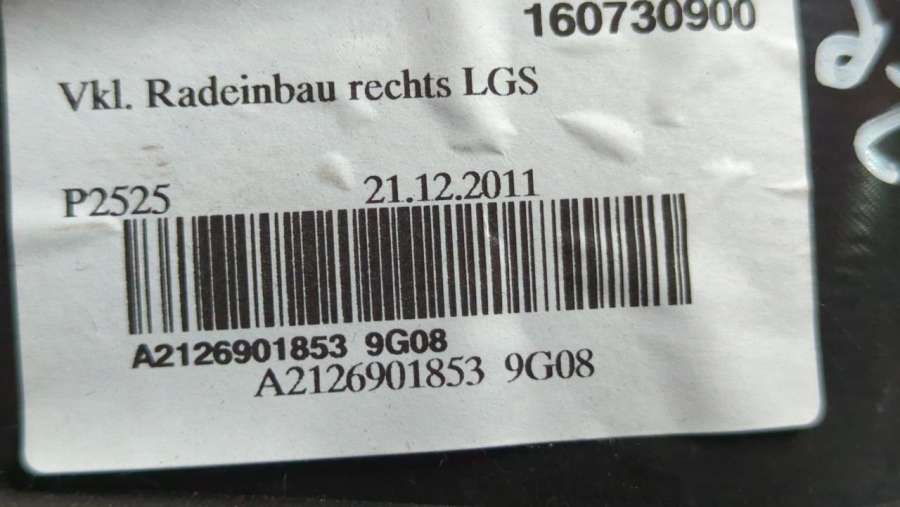 160730900
Vkl. Radeinbau rechts LGS
P2525 21.12.2011
A2126901853 9G08
A2126901853 9G08